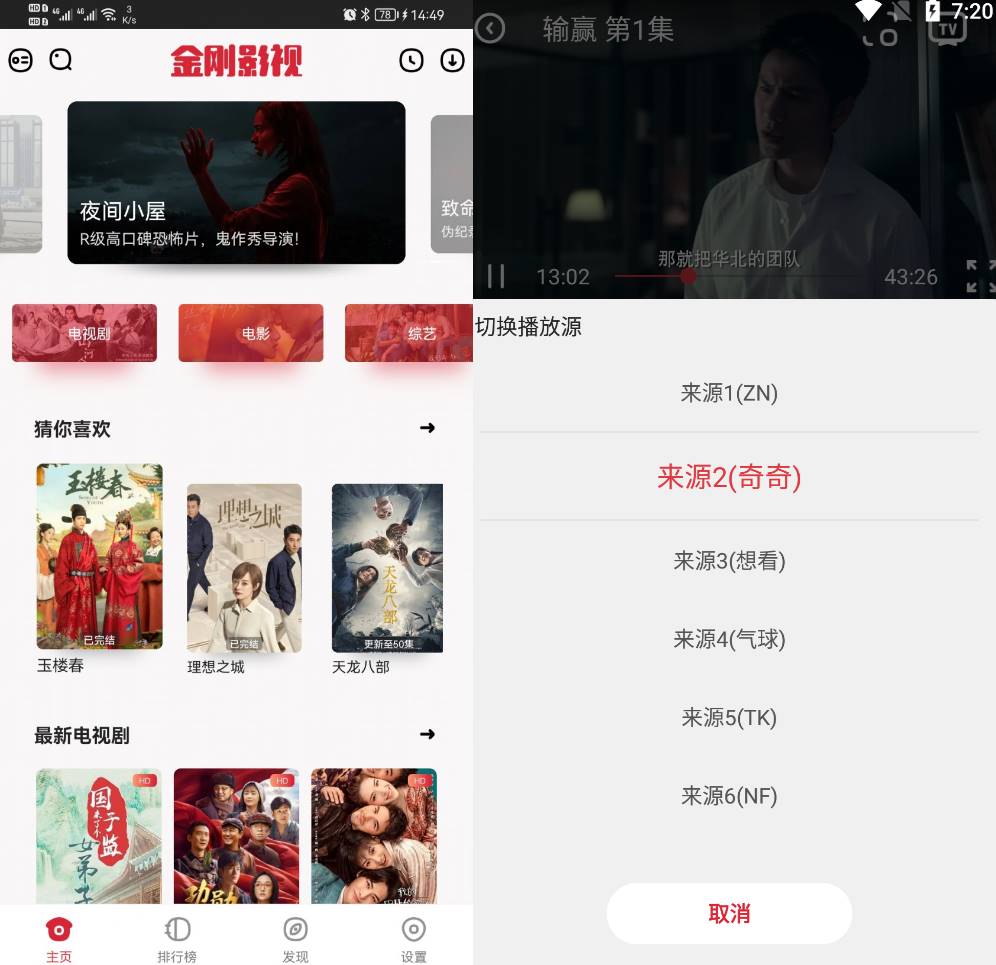 HD 1
HD 2
4G
4G
3
K/s
78
14:49
金刚影视
夜间小屋
R级高口碑恐怖片，鬼作秀导演！
致命
伪纪录
电视剧
电影
综艺
猜你喜欢
玉楼春
已完结
玉楼春
理想之城
已完结
理想之城
天龙八部
更新至50集
天龙八部
最新电视剧
HD
国子监
来了个
女弟子
HD
功勋
HD
我的
主页
排行榜
发现
设置
7:20
输赢 第1集
TV
那就把华北的团队
13:02
43:26
切换播放源
来源1(ZN)
来源2(奇奇)
来源3(想看)
来源4(气球)
来源5(TK)
来源6(NF)
取消